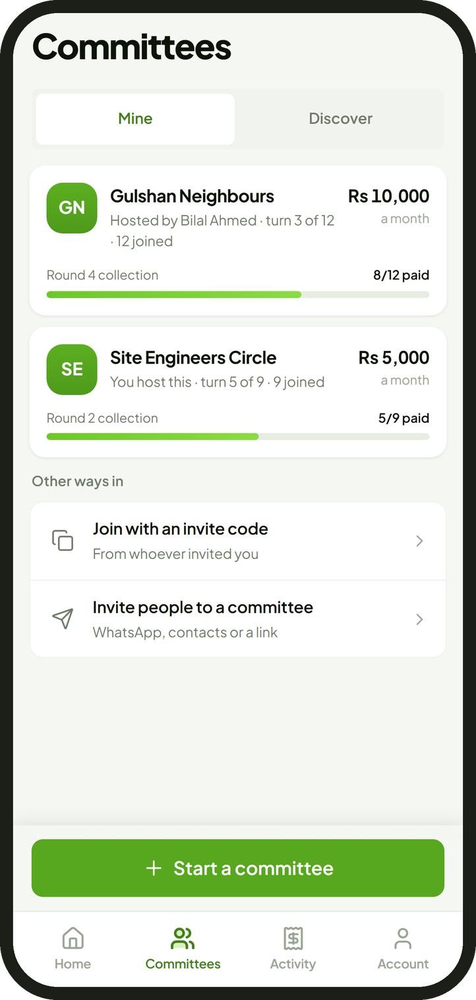 Committees
Mine
Discover
GN
Gulshan Neighbours
Rs 10,000
Hosted by Bilal Ahmed · turn 3 of 12
· 12 joined
a month
Round 4 collection
8/12 paid
SE
Site Engineers Circle
Rs 5,000
You host this · turn 5 of 9 · 9 joined
a month
Round 2 collection
5/9 paid
Other ways in
Join with an invite code
From whoever invited you
Invite people to a committee
WhatsApp, contacts or a link
+ Start a committee
Home
Committees
Activity
Account